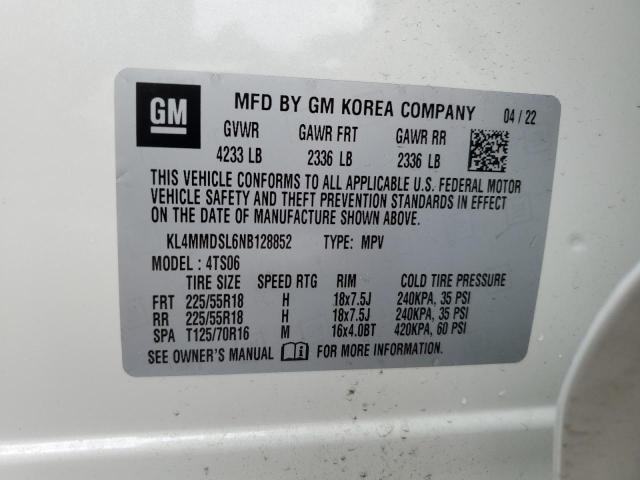 GM
MFD BY GM KOREA COMPANY 04 / 22
GVWR GAWR FRT GAWR RR
4233 LB 2336 LB 2336 LB
THIS VEHICLE CONFORMS TO ALL APPLICABLE U.S. FEDERAL MOTOR
VEHICLE SAFETY AND THEFT PREVENTION STANDARDS IN EFFECT
ON THE DATE OF MANUFACTURE SHOWN ABOVE.
KL4MMDSL6NB128852 TYPE: MPV
MODEL: 4TS06
TIRE SIZE SPEED RTG RIM COLD TIRE PRESSURE
FRT 225/55R18 H 18x7.5J 240KPA, 35 PSI
RR 225/55R18 H 18x7.5J 240KPA, 35 PSI
SPA T125/70R16 M 16x4.0BT 420KPA, 60 PSI
SEE OWNER'S MANUAL FOR MORE INFORMATION.